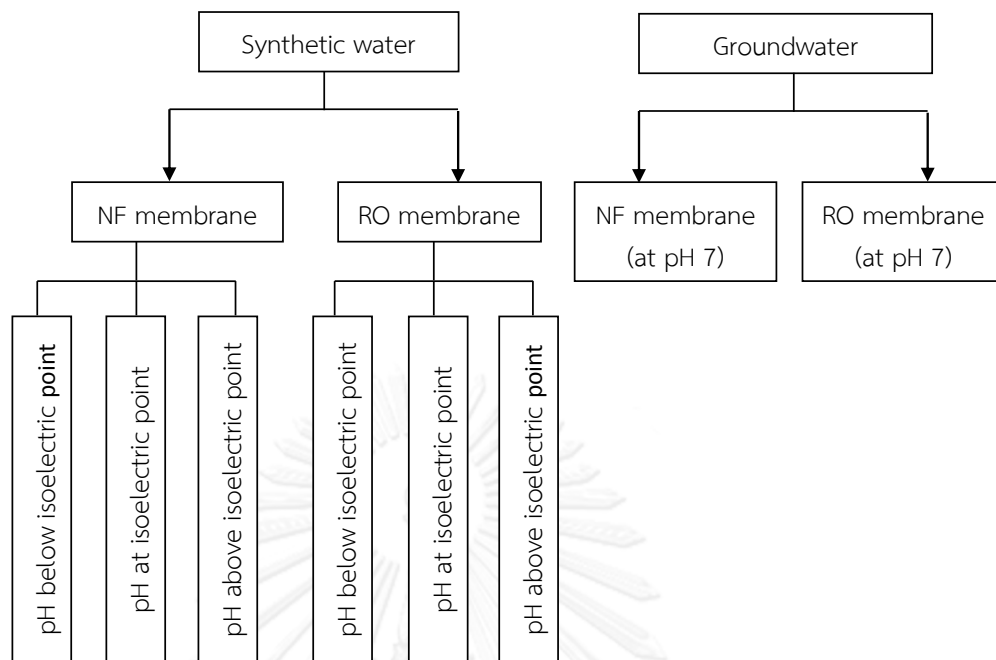 Synthetic water
Groundwater
NF membrane
RO membrane
NF membrane
(at pH 7)
RO membrane
(at pH 7)
pH below isoelectric point
pH at isoelectric point
pH above isoelectric point
pH below isoelectric point
pH at isoelectric point
pH above isoelectric point